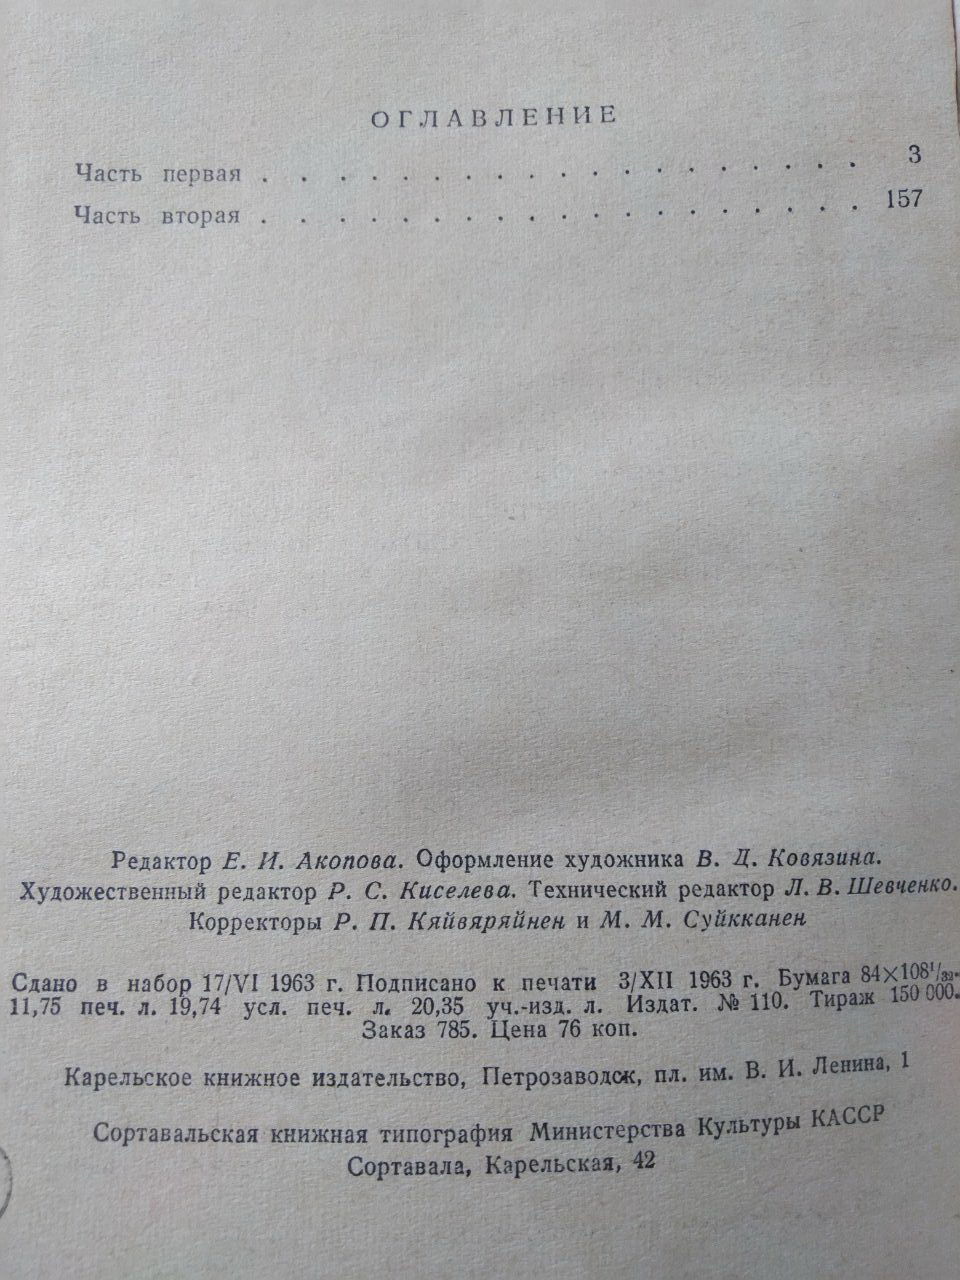 ОГЛАВЛЕНИЕ
Часть первая . . . . . . . . . . . . . . . . 3
Часть вторая . . . . . . . . . . . . . . . . 157
Редактор Е. И. Акопова. Оформление художника В. Д. Ковязина.
Художественный редактор Р. С. Киселева. Технический редактор Л. В. Шевченко.
Корректоры Р. П. Кяйвяряйнен и М. М. Суйкканен
Сдано в набор 17/VI 1963 г. Подписано к печати 3/XII 1963 г. Бумага 84×108¹/₃₂.
11,75 печ. л. 19,74 усл. печ. л. 20,35 уч.-изд. л. Издат. № 110. Тираж 150 000.
Заказ 785. Цена 76 коп.
Карельское книжное издательство, Петрозаводск, пл. им. В. И. Ленина, 1
Сортавальская книжная типография Министерства Культуры КАССР
Сортавала, Карельская, 42